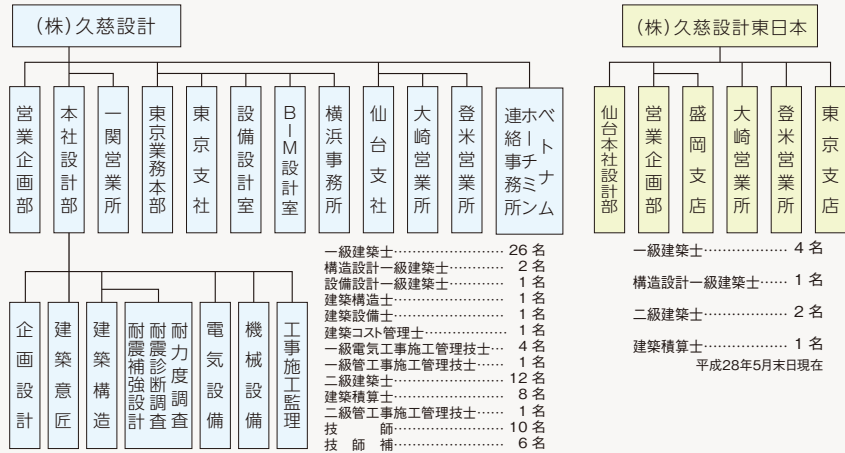 (株)久慈設計
営業企画部
本社設計部
一関営業所
東京業務本部
東京支社
設備設計室
BIM設計室
横浜事務所
仙台支社
大崎営業所
登米営業所
ベトナム
ホーチミン
連絡事務所
企画設計
建築意匠
建築構造
耐力度調査
耐震診断調査
耐震補強設計
電気設備
機械設備
工事施工監理
一級建築士……………… 26 名
構造設計一級建築士………… 2 名
設備設計一級建築士………… 1 名
建築構造士……………… 1 名
建築設備士……………… 1 名
建築コスト管理士…………… 1 名
一級電気工事施工管理技士…… 4 名
一級管工事施工管理技士…… 1 名
二級建築士……………… 12 名
建築積算士……………… 8 名
二級管工事施工管理技士…… 1 名
技　　師……………… 10 名
技 師 補……………… 6 名
(株)久慈設計東日本
仙台本社設計部
営業企画部
盛岡支店
大崎営業所
登米営業所
東京支店
一級建築士……………… 4 名
構造設計一級建築士………… 1 名
二級建築士……………… 2 名
建築積算士……………… 1 名
平成28年5月末日現在